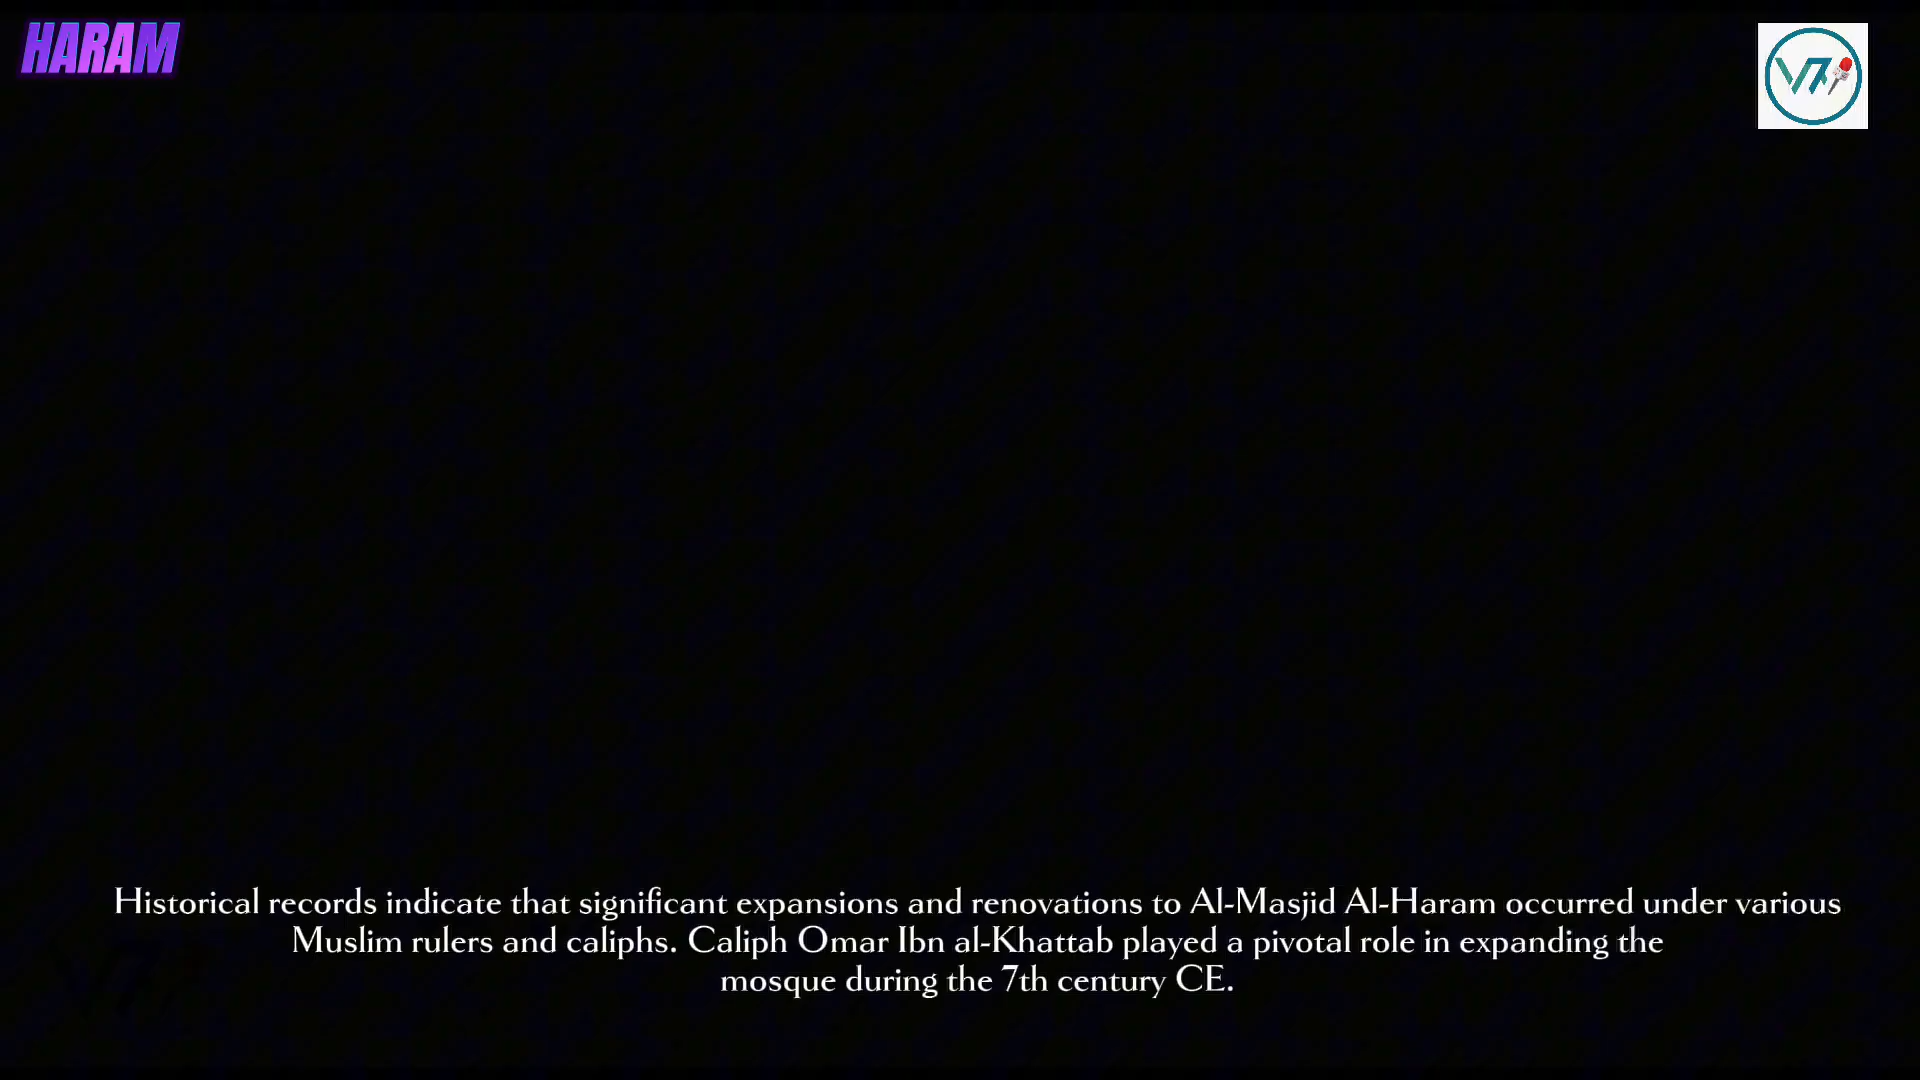 HARAM
V7
Historical records indicate that significant expansions and renovations to Al-Masjid Al-Haram occurred under various
Muslim rulers and caliphs. Caliph Omar Ibn al-Khattab played a pivotal role in expanding the
mosque during the 7th century CE.